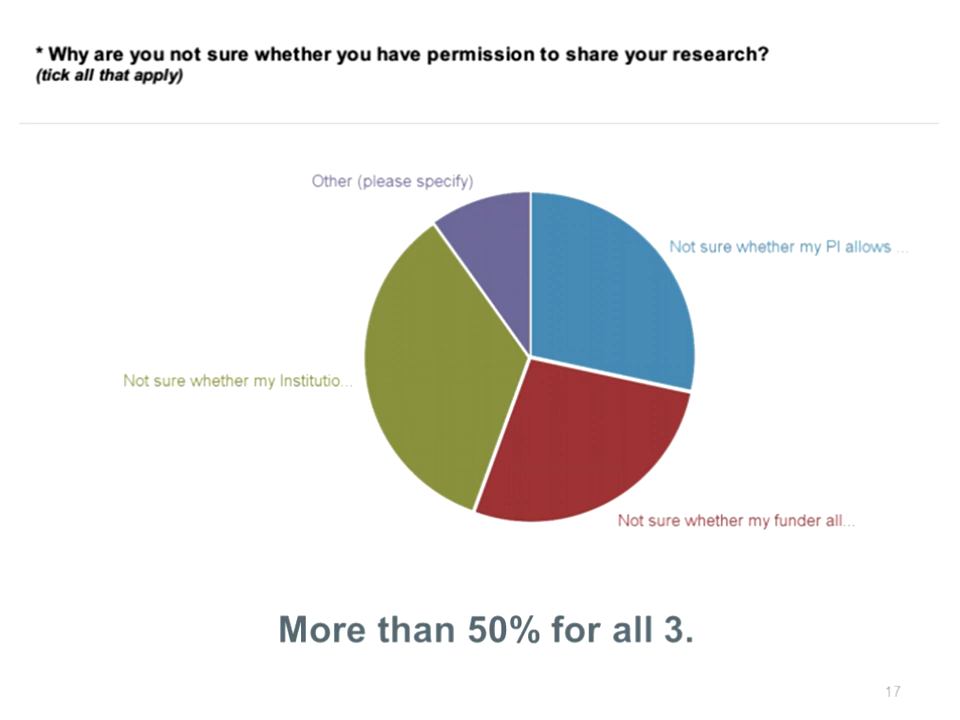 * Why are you not sure whether you have permission to share your research?
(tick all that apply)
Other (please specify)
Not sure whether my PI allows ...
Not sure whether my Institutio...
Not sure whether my funder all...
More than 50% for all 3.
17